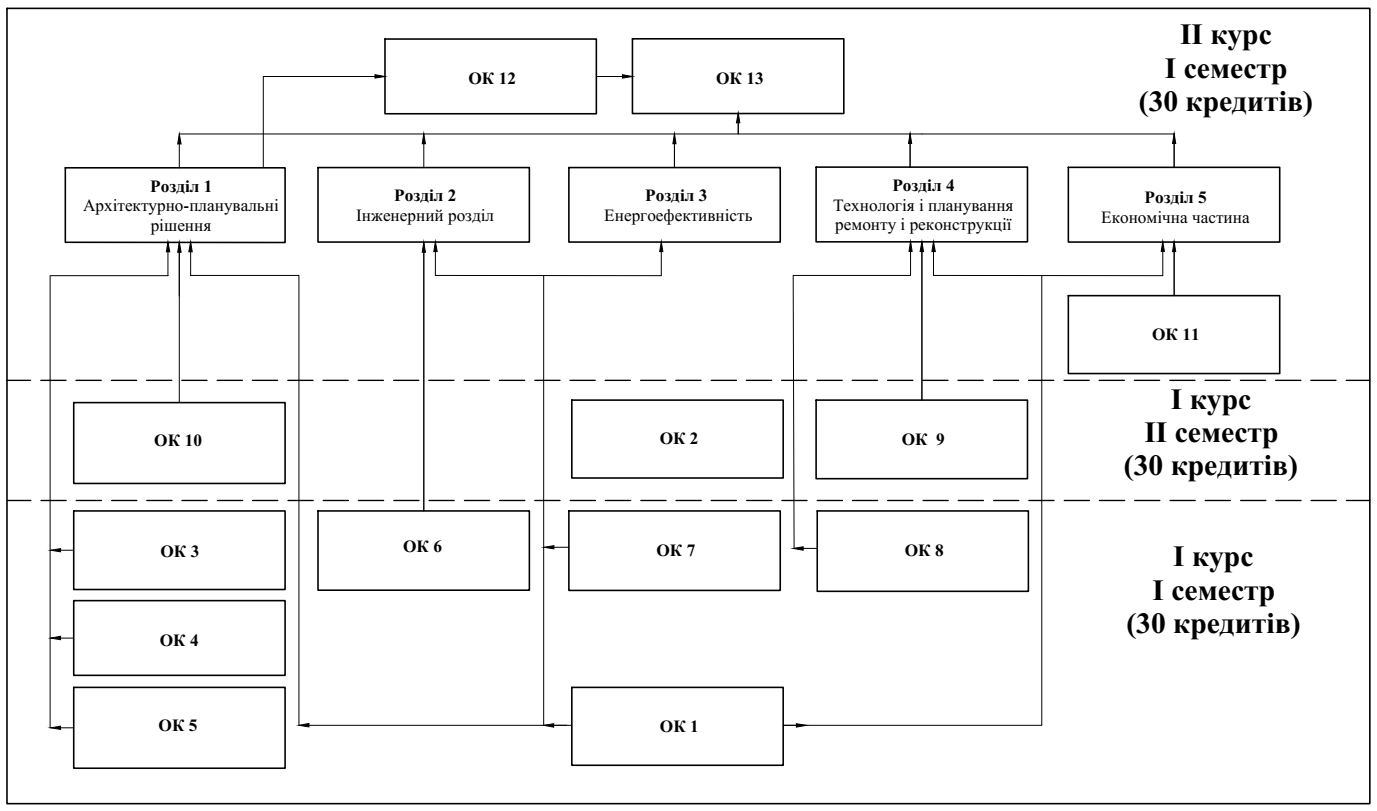 ІІ курс
І семестр
(30 кредитів)
ОК 12
ОК 13
Розділ 1
Архітектурно-планувальні
рішення
Розділ 2
Інженерний розділ
Розділ 3
Енергоефективність
Розділ 4
Технологія і планування
ремонту і реконструкції
Розділ 5
Економічна частина
ОК 11
І курс
ІІ семестр
(30 кредитів)
ОК 10
ОК 2
ОК 9
ОК 3
ОК 6
ОК 7
ОК 8
І курс
І семестр
(30 кредитів)
ОК 4
ОК 5
ОК 1